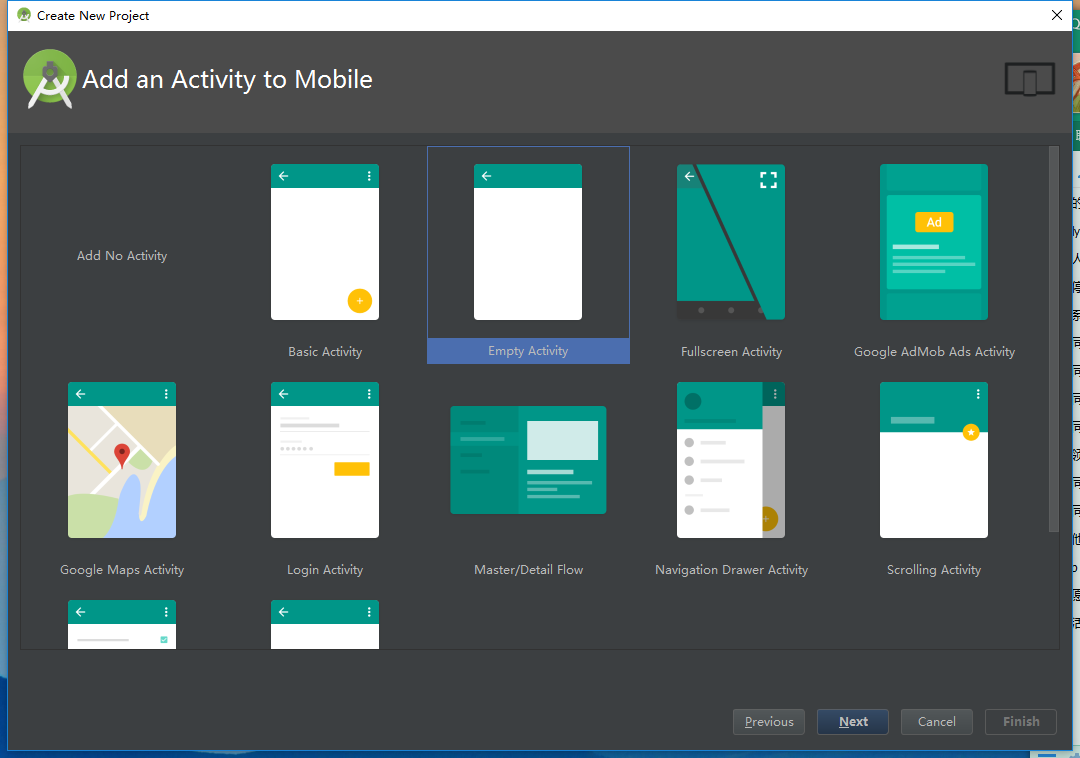 Create New Project
Add an Activity to Mobile
Add No Activity
Basic Activity
Empty Activity
Fullscreen Activity
Ad
Google AdMob Ads Activity
Google Maps Activity
Login Activity
Master/Detail Flow
Navigation Drawer Activity
Scrolling Activity
Previous
Next
Cancel
Finish